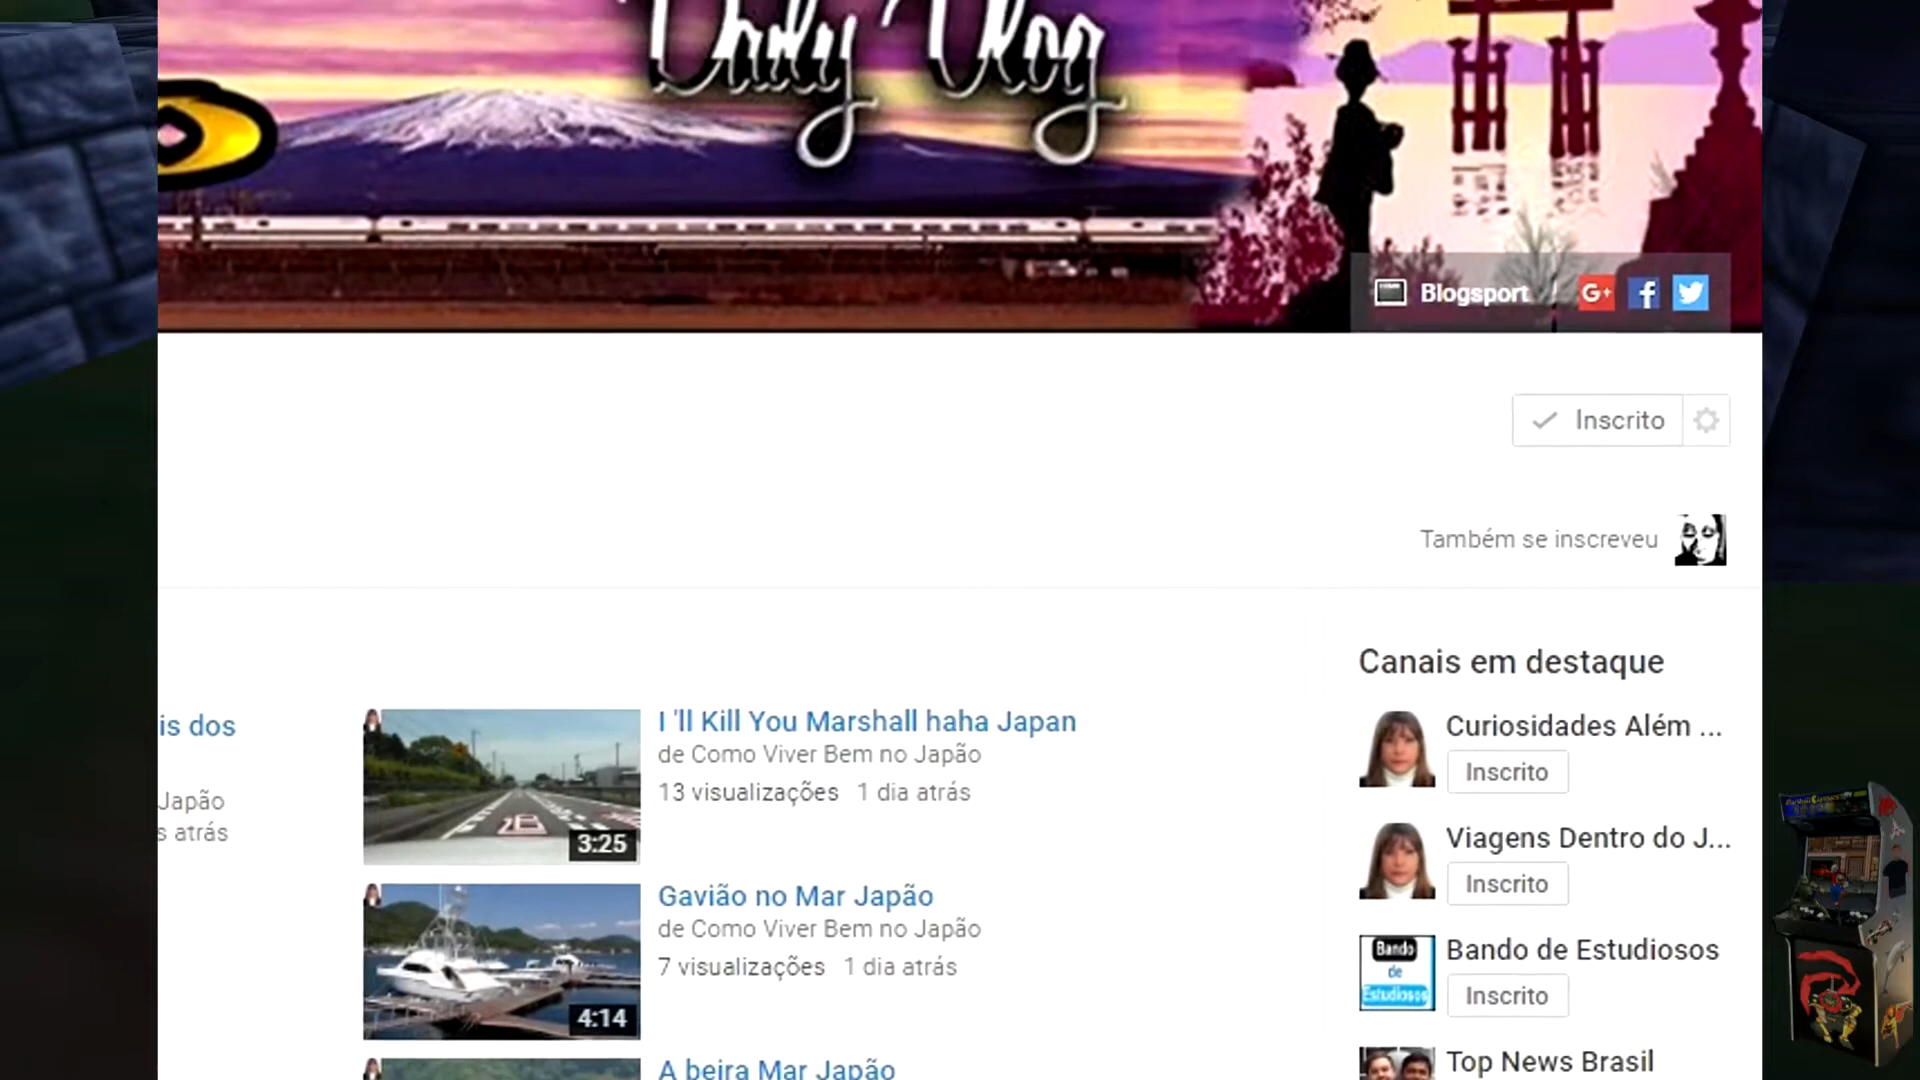 Daily Vlog
Blogsport
G+
Inscrito
Também se inscreveu
is dos
Japão
s atrás
3:25
I 'll Kill You Marshall haha Japan
de Como Viver Bem no Japão
13 visualizações 1 dia atrás
4:14
Gavião no Mar Japão
de Como Viver Bem no Japão
7 visualizações 1 dia atrás
A beira Mar Japão
Canais em destaque
Curiosidades Além ...
Inscrito
Viagens Dentro do J...
Inscrito
Bando
de
Estudiosos
Bando de Estudiosos
Inscrito
Top News Brasil